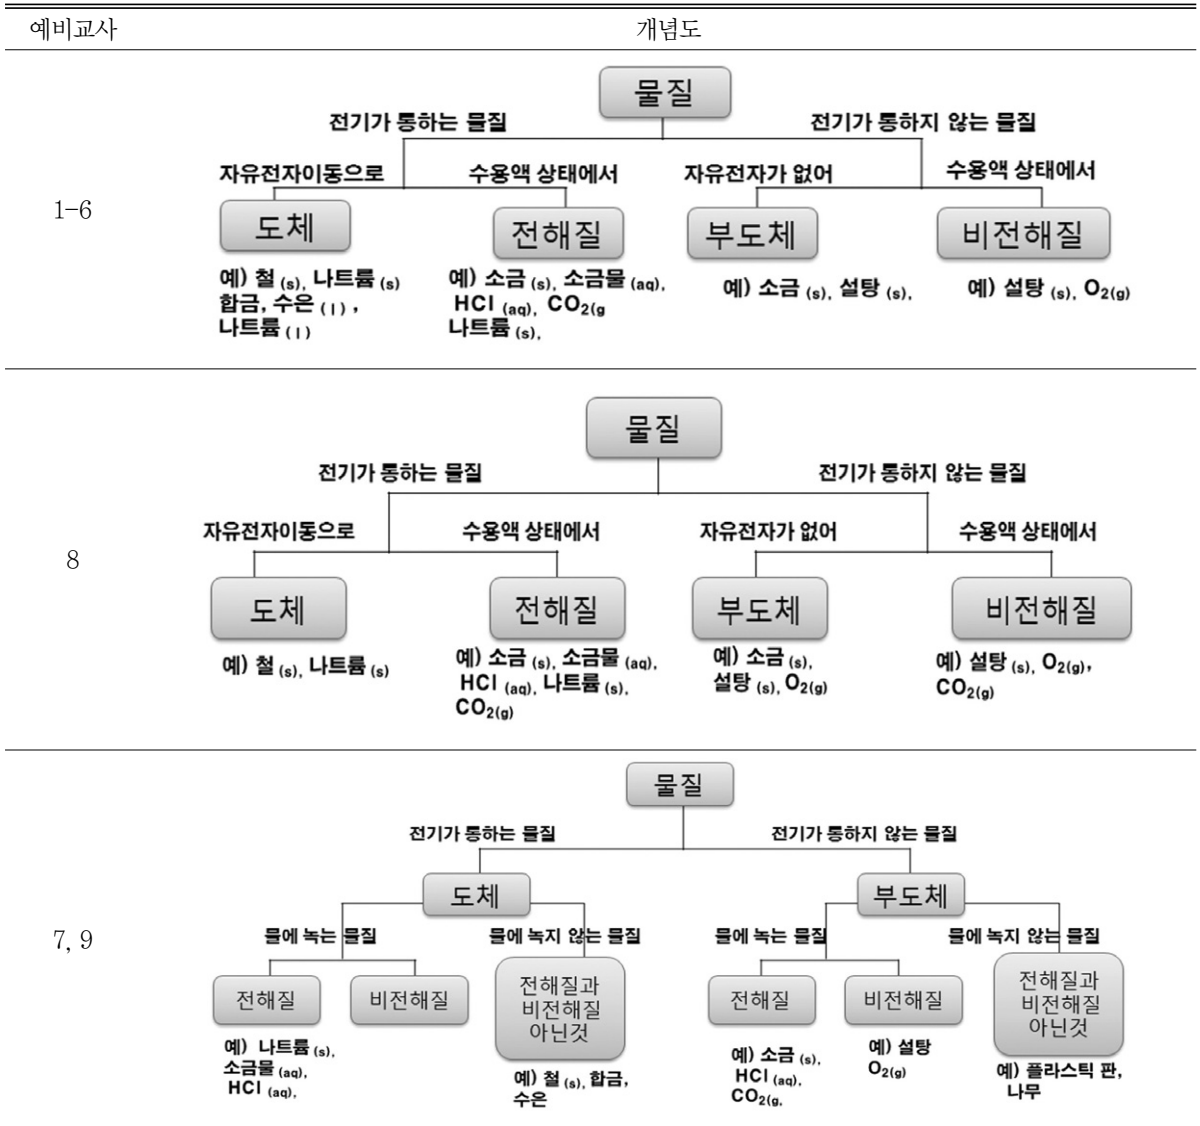 예비교사 개념도
1-6
물질
전기가 통하는 물질 전기가 통하지 않는 물질
자유전자이동으로 수용액 상태에서 자유전자가 없어 수용액 상태에서
도체 전해질 부도체 비전해질
예) 철 (s), 나트륨 (s)
합금, 수은 (l),
나트륨 (l)
예) 소금 (s), 소금물 (aq),
HCl (aq), CO2(g
나트륨 (s),
예) 소금 (s), 설탕 (s),
예) 설탕 (s), O2(g)
8
물질
전기가 통하는 물질 전기가 통하지 않는 물질
자유전자이동으로 수용액 상태에서 자유전자가 없어 수용액 상태에서
도체 전해질 부도체 비전해질
예) 철 (s), 나트륨 (s)
예) 소금 (s), 소금물 (aq),
HCl (aq), 나트륨 (s),
CO2(g)
예) 소금 (s),
설탕 (s), O2(g)
예) 설탕 (s), O2(g),
CO2(g)
7, 9
물질
전기가 통하는 물질 전기가 통하지 않는 물질
도체 부도체
물에 녹는 물질 물에 녹지 않는 물질 물에 녹는 물질 물에 녹지 않는 물질
전해질 비전해질
전해질과
비전해질
아닌것
전해질 비전해질
전해질과
비전해질
아닌것
예) 나트륨 (s),
소금물 (aq),
HCl (aq),
예) 철 (s), 합금,
수은
예) 소금 (s),
HCl (aq),
CO2(g,
예) 설탕
O2(g)
예) 플라스틱 판,
나무